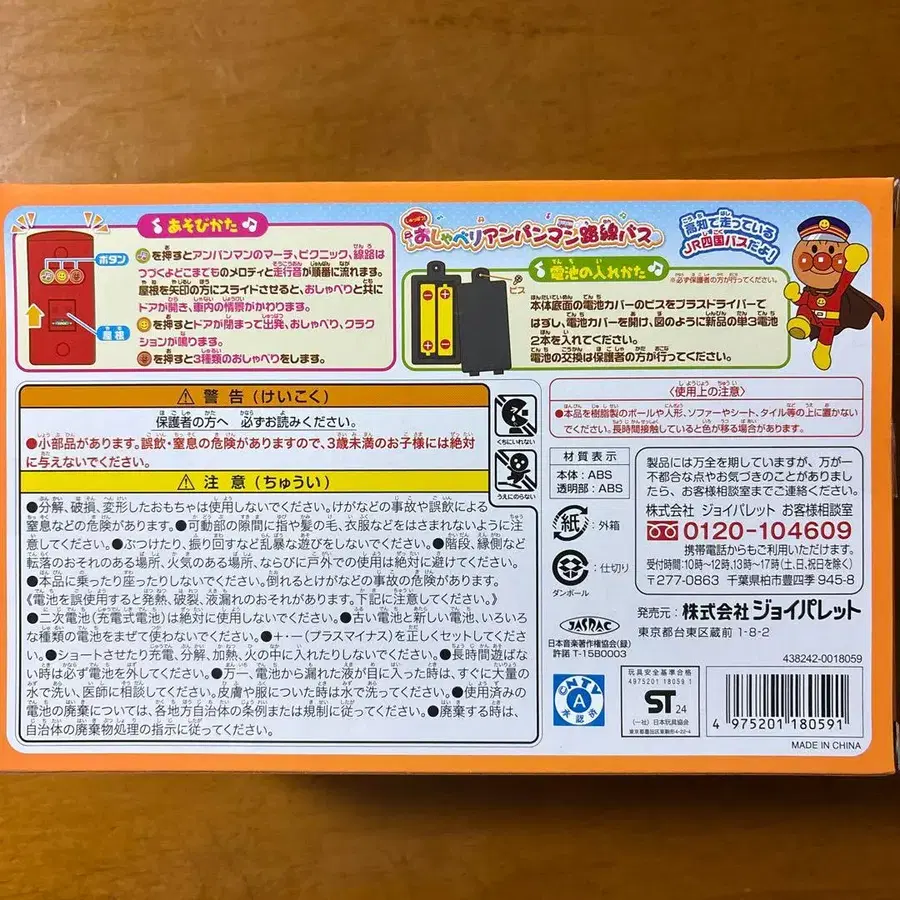 あそびかた
ボタン
屋根
を押すとアンパンマンのマーチ、ピクニック、線路は
つづくよどこまでものメロディと走行音が順番に流れます。
屋根を矢印の方にスライドさせると、おしゃべりと共に
ドアが開き、車内の情景がかわります。
を押すとドアが閉まって出発、おしゃべり、クラク
ションが鳴ります。
を押すと3種類のおしゃべりをします。
おしゃべりアンパンマン路線バス
電池の入れかた
※必ず保護者の方が行ってください。
ビス
本体底面の電池カバーのビスをプラスドライバーで
はずし、電池カバーを開け、図のように新品の単3電池
2本を入れてください。
電池の交換は保護者の方が行ってください。
高知で走っている
JR四国バスだよ!
⚠ 警告(けいこく)
保護者の方へ 必ずお読みください。
●小部品があります。誤飲・窒息の危険がありますので、3歳未満のお子様には絶対
に与えないでください。
くちにいれない
⚠ 注意(ちゅうい)
うえにのらない
●分解、破損、変形したおもちゃは使用しないでください。けがなどの事故や誤飲による
窒息などの危険があります。●可動部の隙間に指や髪の毛、衣服などをはさまれないように注
意してください。●ぶつけたり、振り回すなど乱暴な遊びをしないでください。●階段、縁側など
転落のおそれのある場所、火気のある場所、ならびに戸外での使用は絶対に避けてください。
●本品に乗ったり座ったりしないでください。倒れるとけがなどの事故の危険があります。
《電池を誤使用すると発熱、破裂、液漏れのおそれがあります。下記に注意してください。》
●二次電池(充電式電池)は絶対に使用しないでください。●古い電池と新しい電池、いろいろ
な種類の電池をまぜて使わないでください。●+・−(プラスマイナス)を正しくセットしてくださ
い。●ショートさせたり充電、分解、加熱、火の中に入れたりしないでください。●長時間遊ばな
い時は必ず電池を外してください。●万一、電池から漏れた液が目に入った時は、すぐに大量の
水で洗い、医師に相談してください。皮膚や服についた時は水で洗ってください。●使用済みの
電池の廃棄については、各地方自治体の条例または規制に従ってください。●廃棄する時は、
自治体の廃棄物処理の指示に従ってください。
〈使用上の注意〉
●本品を樹脂製のボールや人形、ソファーやシート、タイル等の上に置かない
でください。長時間接触していると色が移る場合があります。
材質表示
本体:ABS
透明部:ABS
紙
:外箱
:仕切り
ダンボール
製品には万全を期していますが、万が一
不都合な点やお気づきのことがありまし
たら、お客様相談室までご連絡ください。
株式会社 ジョイパレット お客様相談室
0120-104609
携帯電話からもご利用いただけます。
受付時間:10時〜12時、13時〜17時(土、日、祝日を除く)
〒277-0863 千葉県柏市豊四季 945-8
JASRAC
日本音楽著作権協会(録)
許諾 T-15B0003
発売元: 株式会社 ジョイパレット
東京都台東区蔵前 1-8-2
438242-0018059
©NTV
A
承認済
玩具安全基準合格
4975201 18059 1
ST 24
(一社) 日本玩具協会
東京都墨田区東駒形4-22-4
4 975201 180591
MADE IN CHINA